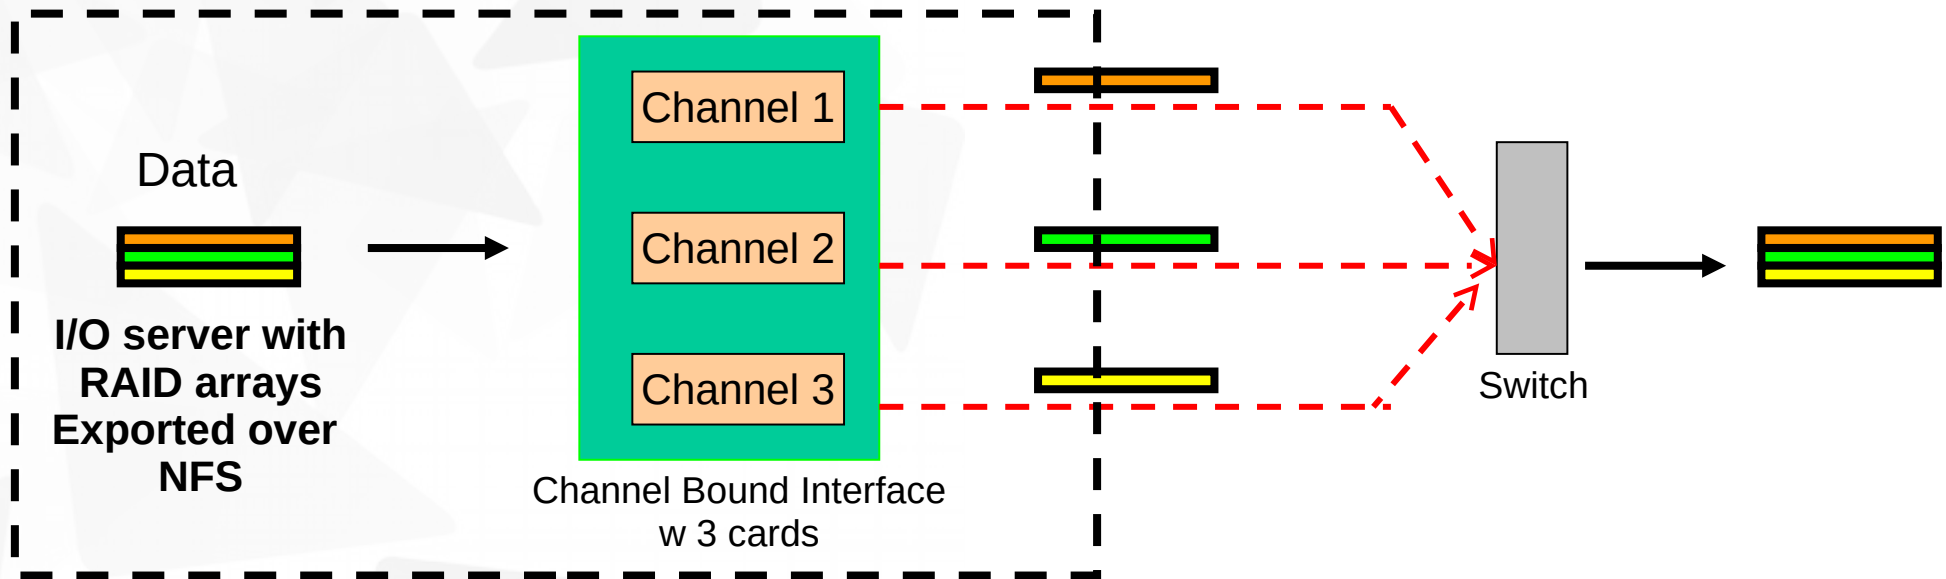 Data
I/O server with
RAID arrays
Exported over
NFS
Channel 1
Channel 2
Channel 3
Channel Bound Interface
w 3 cards
Switch